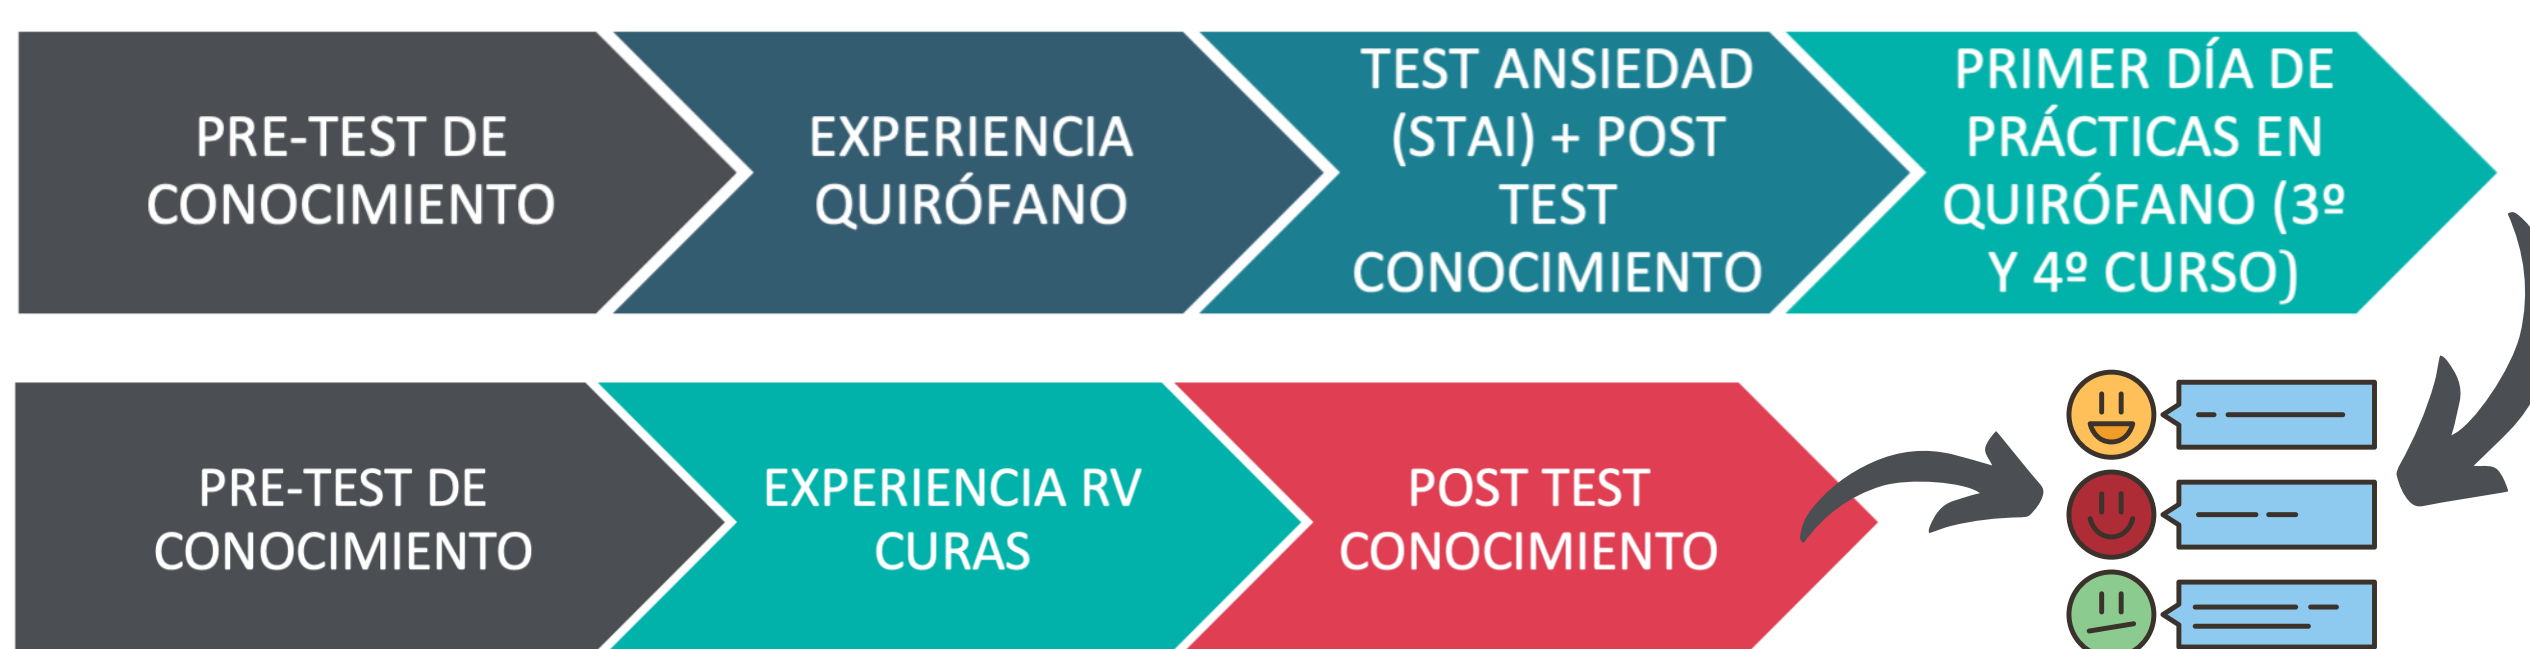 PRE-TEST DE
CONOCIMIENTO
EXPERIENCIA
QUIRÓFANO
TEST ANSIEDAD
(STAI) + POST
TEST
CONOCIMIENTO
PRIMER DÍA DE
PRÁCTICAS EN
QUIRÓFANO (3º
Y 4º CURSO)
PRE-TEST DE
CONOCIMIENTO
EXPERIENCIA RV
CURAS
POST TEST
CONOCIMIENTO